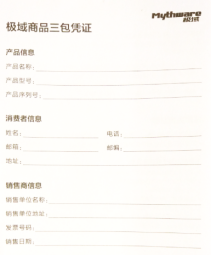 Mythware
极域
极域商品三包凭证
产品信息
产品名称:
产品型号:
产品序列号:
消费者信息
姓名: 电话:
邮箱: 邮编:
地址:
销售商信息
销售单位名称:
销售单位地址:
发票号码:
销售日期: